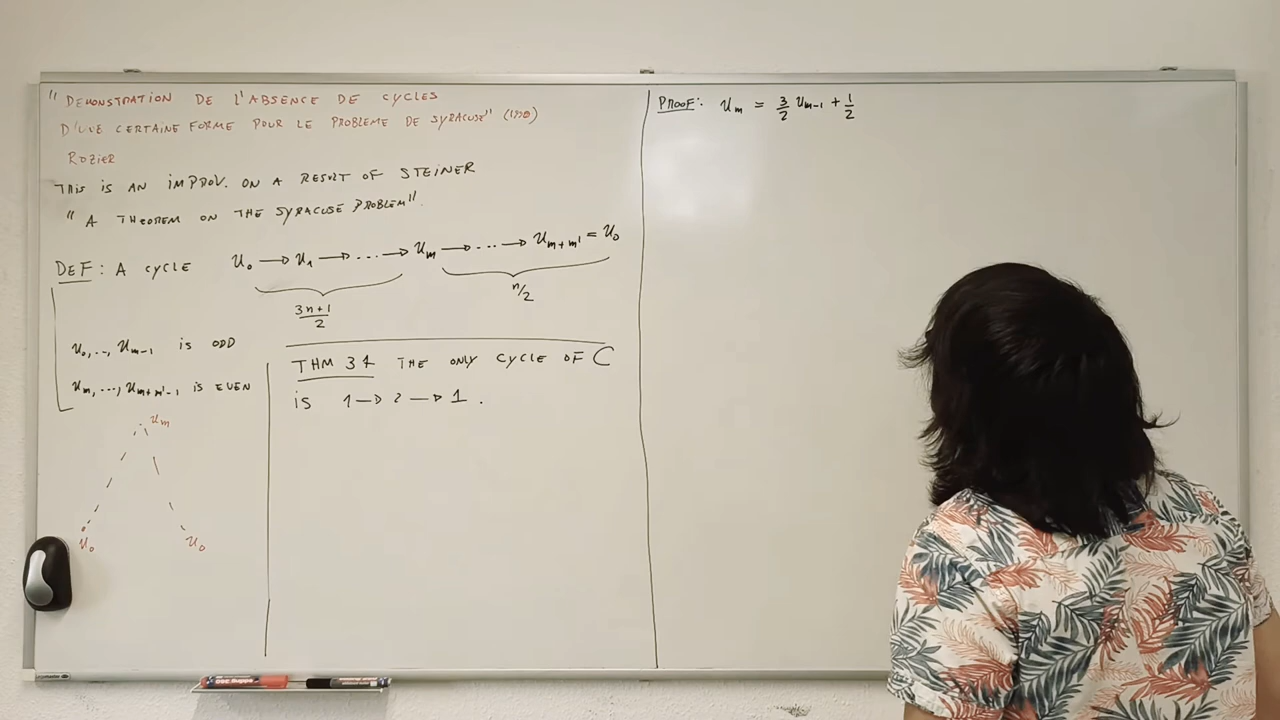 "DEMONSTRATION DE L'ABSENCE DE CYCLES
D'UNE CERTAINE FORME POUR LE PROBLEME DE SYRACUSE" (1990)
ROZIER
THIS IS AN IMPROV. ON A RESULT OF STEINER
"A THEOREM ON THE SYRACUSE PROBLEM".
DEF: A CYCLE U₀ → U₁ → ... → Uₘ → ... → Uₘ₊ₘ' = U₀
(3n+1)/2
n/2
U₀, .., Uₘ₋₁ is ODD
Uₘ, ..., Uₘ₊ₘ'₋₁ is EVEN
Uₘ
U₀ U₀
THM 31 THE ONLY CYCLE OF C
is 1 → 2 → 1.
PROOF: Uₘ = 3/2 Uₘ₋₁ + 1/2